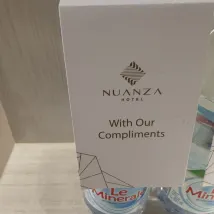 NUANZA
HOTEL
With Our
Compliments
Le
Minerale